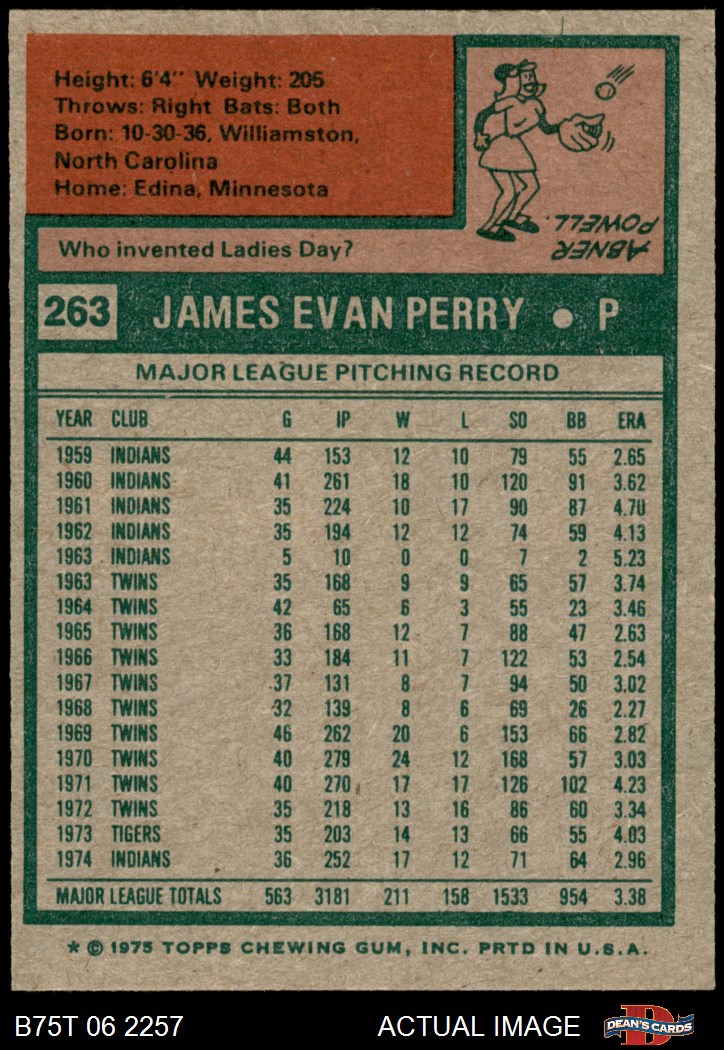 Height: 6'4" Weight: 205
Throws: Right Bats: Both
Born: 10-30-36, Williamston,
North Carolina
Home: Edina, Minnesota
ABNER
POWELL.
Who invented Ladies Day?
263 JAMES EVAN PERRY • P
MAJOR LEAGUE PITCHING RECORD
YEAR CLUB G IP W L SO BB ERA
1959 INDIANS 44 153 12 10 79 55 2.65
1960 INDIANS 41 261 18 10 120 91 3.62
1961 INDIANS 35 224 10 17 90 87 4.70
1962 INDIANS 35 194 12 12 74 59 4.13
1963 INDIANS 5 10 0 0 7 2 5.23
1963 TWINS 35 168 9 9 65 57 3.74
1964 TWINS 42 65 6 3 55 23 3.46
1965 TWINS 36 168 12 7 88 47 2.63
1966 TWINS 33 184 11 7 122 53 2.54
1967 TWINS 37 131 8 7 94 50 3.02
1968 TWINS 32 139 8 6 69 26 2.27
1969 TWINS 46 262 20 6 153 66 2.82
1970 TWINS 40 279 24 12 168 57 3.03
1971 TWINS 40 270 17 17 126 102 4.23
1972 TWINS 35 218 13 16 86 60 3.34
1973 TIGERS 35 203 14 13 66 55 4.03
1974 INDIANS 36 252 17 12 71 64 2.96
MAJOR LEAGUE TOTALS 563 3181 211 158 1533 954 3.38
* © 1975 TOPPS CHEWING GUM, INC. PRTD IN U.S.A.
B75T 06 2257 ACTUAL IMAGE D DEAN'S CARDS